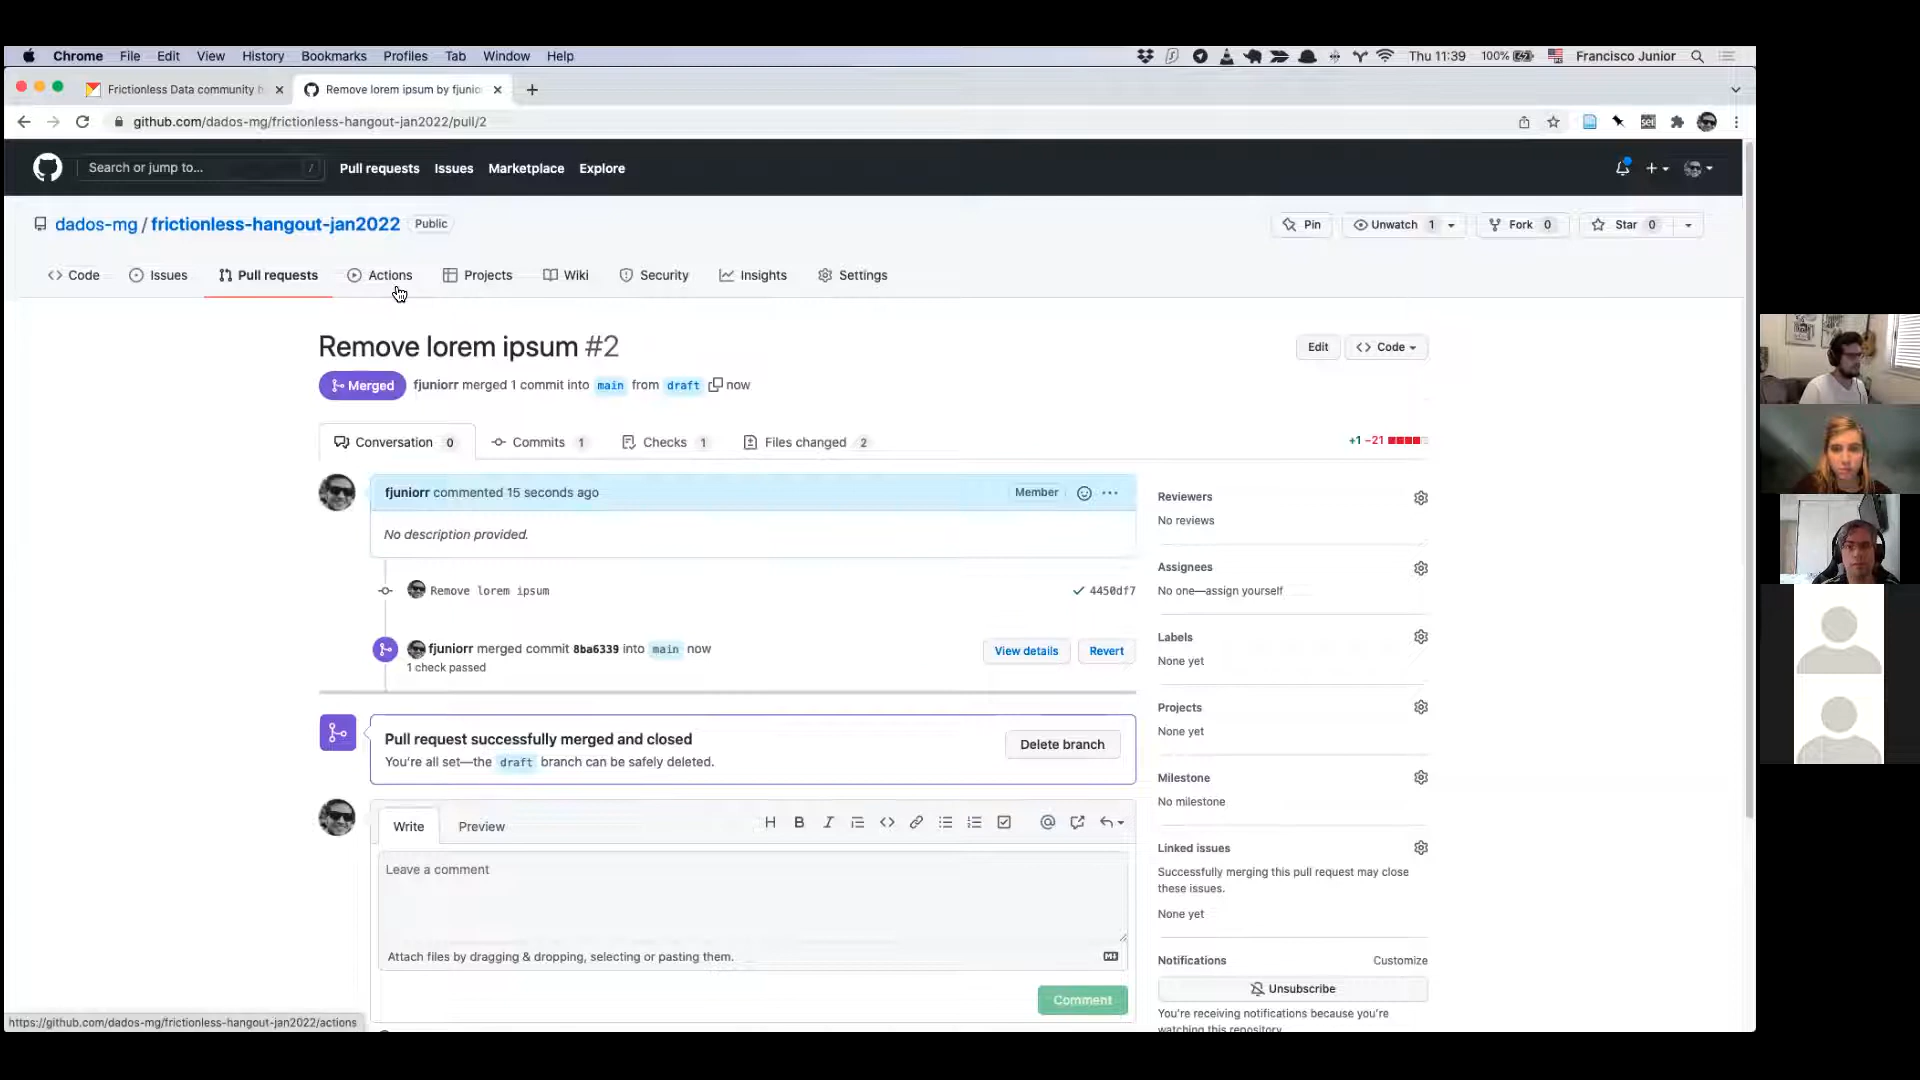 Chrome File Edit View History Bookmarks Profiles Tab Window Help
Thu 11:39 100% Francisco Junior
Frictionless Data community h
Remove lorem ipsum by fjunio
github.com/dados-mg/frictionless-hangout-jan2022/pull/2
Search or jump to... /
Pull requests Issues Marketplace Explore
dados-mg / frictionless-hangout-jan2022 Public
Pin Unwatch 1 Fork 0 Star 0
Code Issues Pull requests Actions Projects Wiki Security Insights Settings
Remove lorem ipsum #2
Edit Code
Merged fjuniorr merged 1 commit into main from draft now
Conversation 0 Commits 1 Checks 1 Files changed 2
+1 −21
fjuniorr commented 15 seconds ago Member
No description provided.
Remove lorem ipsum 4450df7
fjuniorr merged commit 8ba6339 into main now
1 check passed
View details Revert
Pull request successfully merged and closed
You're all set—the draft branch can be safely deleted.
Delete branch
Write Preview
H B I
Leave a comment
Attach files by dragging & dropping, selecting or pasting them.
Comment
Reviewers
No reviews
Assignees
No one—assign yourself
Labels
None yet
Projects
None yet
Milestone
No milestone
Linked issues
Successfully merging this pull request may close
these issues.
None yet
Notifications Customize
Unsubscribe
You're receiving notifications because you're
watching this repository.
https://github.com/dados-mg/frictionless-hangout-jan2022/actions